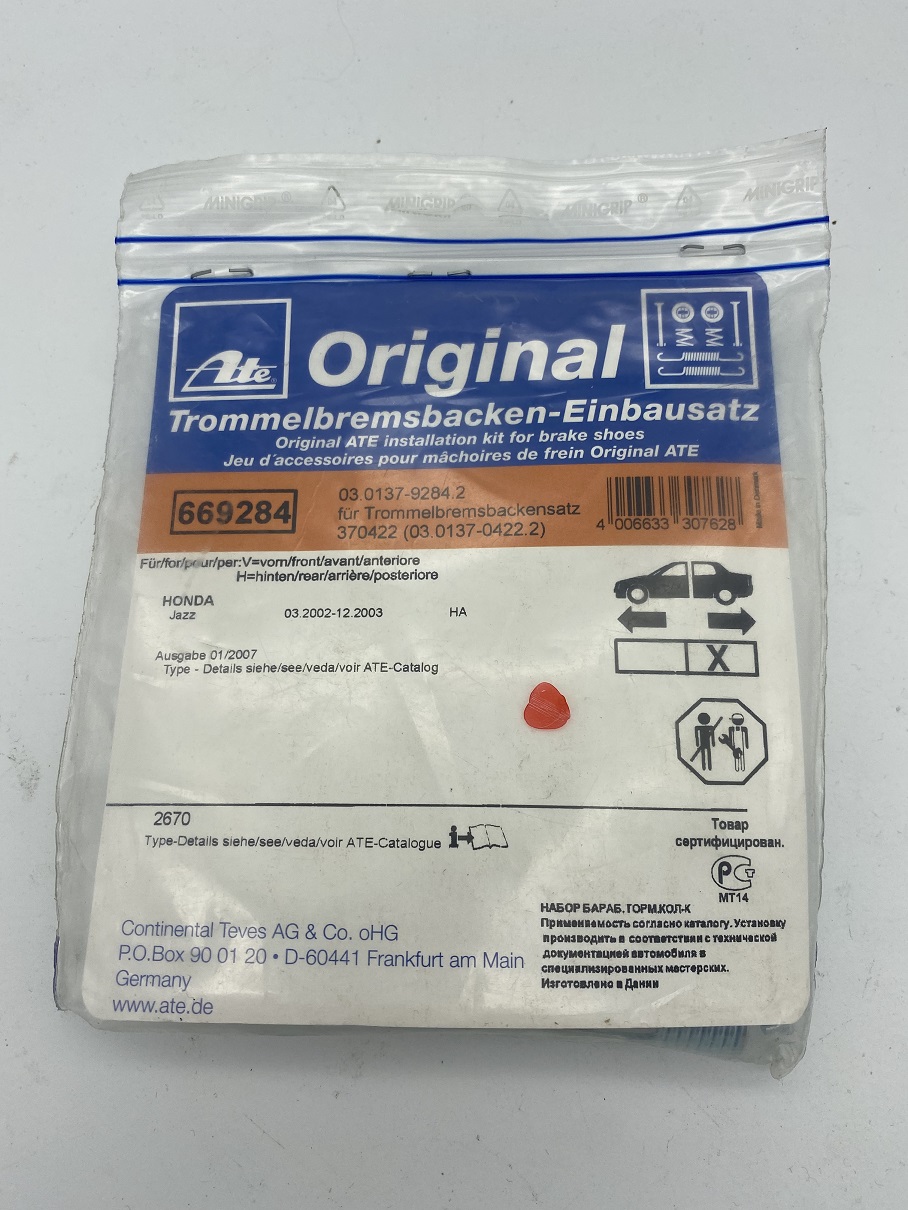 MINIGRIP ® MINIGRIP ® MINIGRIP ® MINIGRIP
Ate ®
Original
Trommelbremsbacken-Einbausatz
Original ATE installation kit for brake shoes
Jeu d´accessoires pour mâchoires de frein Original ATE
669284
03.0137-9284.2
für Trommelbremsbackensatz
370422 (03.0137-0422.2)
4 006633 307628
Made in Denmark
Für/for/pour/per:V=vorn/front/avant/anteriore
H=hinten/rear/arrière/posteriore
HONDA
Jazz 03.2002-12.2003 HA
Ausgabe 01/2007
Type - Details siehe/see/veda/voir ATE-Catalog
X
2670
Type-Details siehe/see/veda/voir ATE-Catalogue
Товар
сертифицирован.
РСТ
МТ14
НАБОР БАРАБ.ТОРМ.КОЛ-К
Применяемость согласно каталогу. Установку
производить в соответствии с технической
документацией автомобиля в
специализированных мастерских.
Изготовлено в Дании
Continental Teves AG & Co. oHG
P.O.Box 90 01 20 • D-60441 Frankfurt am Main
Germany
www.ate.de